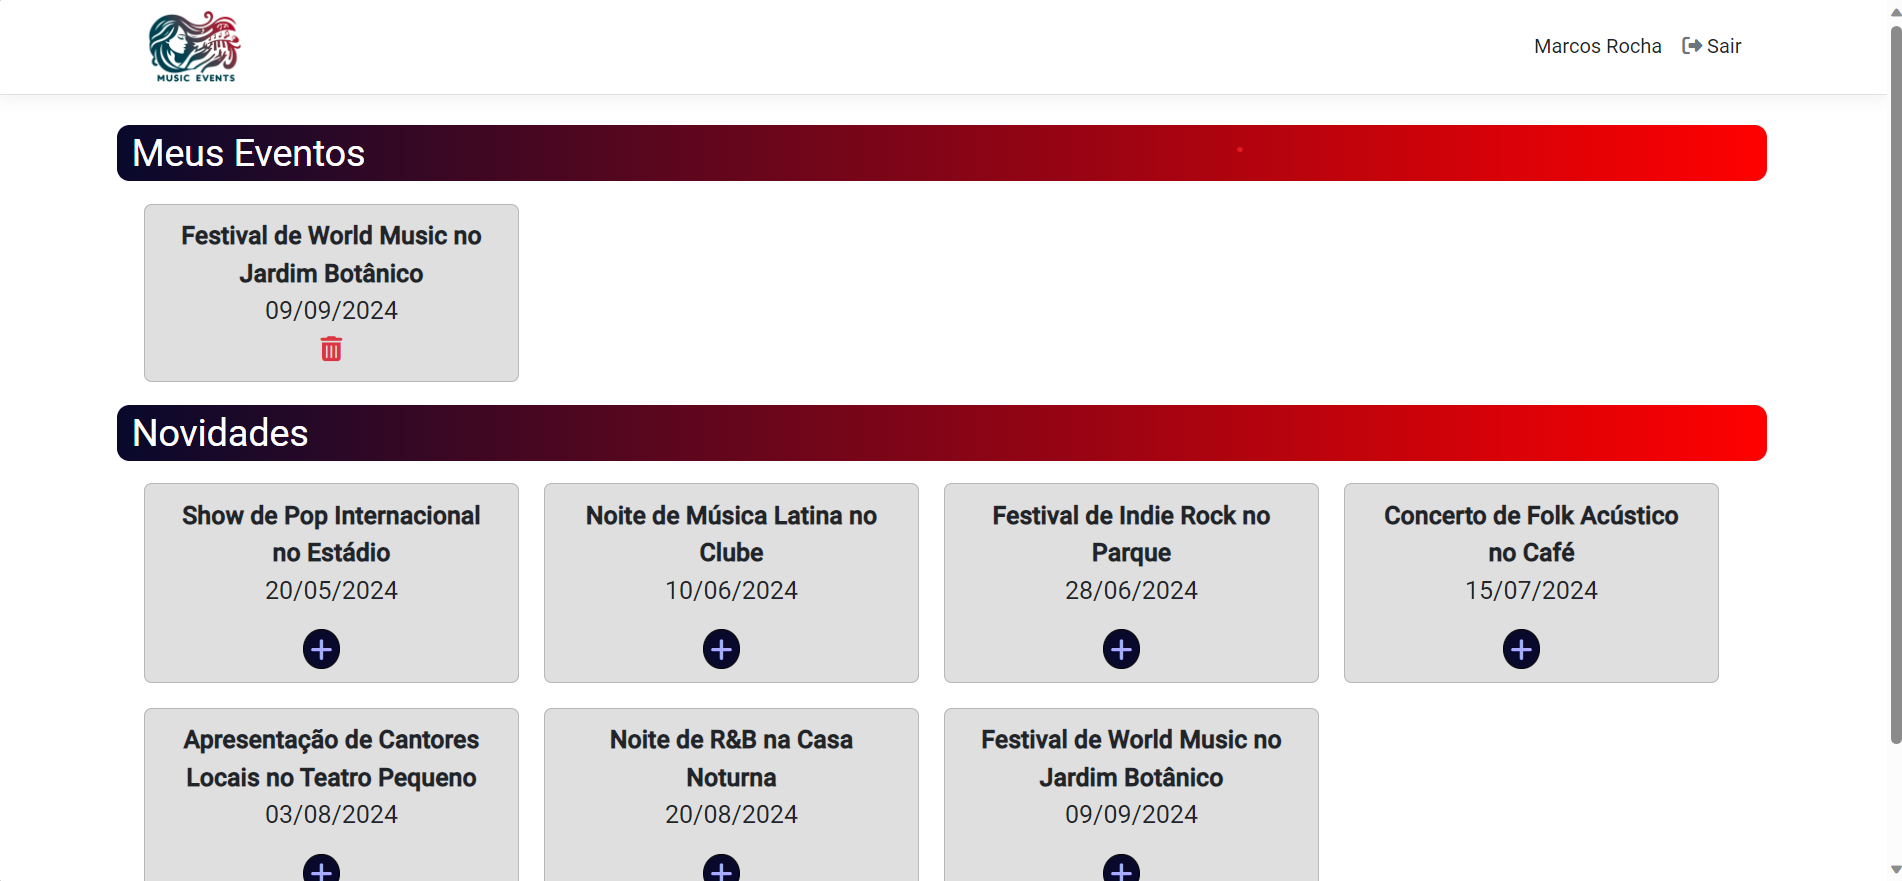 MUSIC EVENTS
Marcos Rocha Sair
Meus Eventos
Festival de World Music no
Jardim Botânico
09/09/2024
Novidades
Show de Pop Internacional
no Estádio
20/05/2024
Noite de Música Latina no
Clube
10/06/2024
Festival de Indie Rock no
Parque
28/06/2024
Concerto de Folk Acústico
no Café
15/07/2024
Apresentação de Cantores
Locais no Teatro Pequeno
03/08/2024
Noite de R&B na Casa
Noturna
20/08/2024
Festival de World Music no
Jardim Botânico
09/09/2024